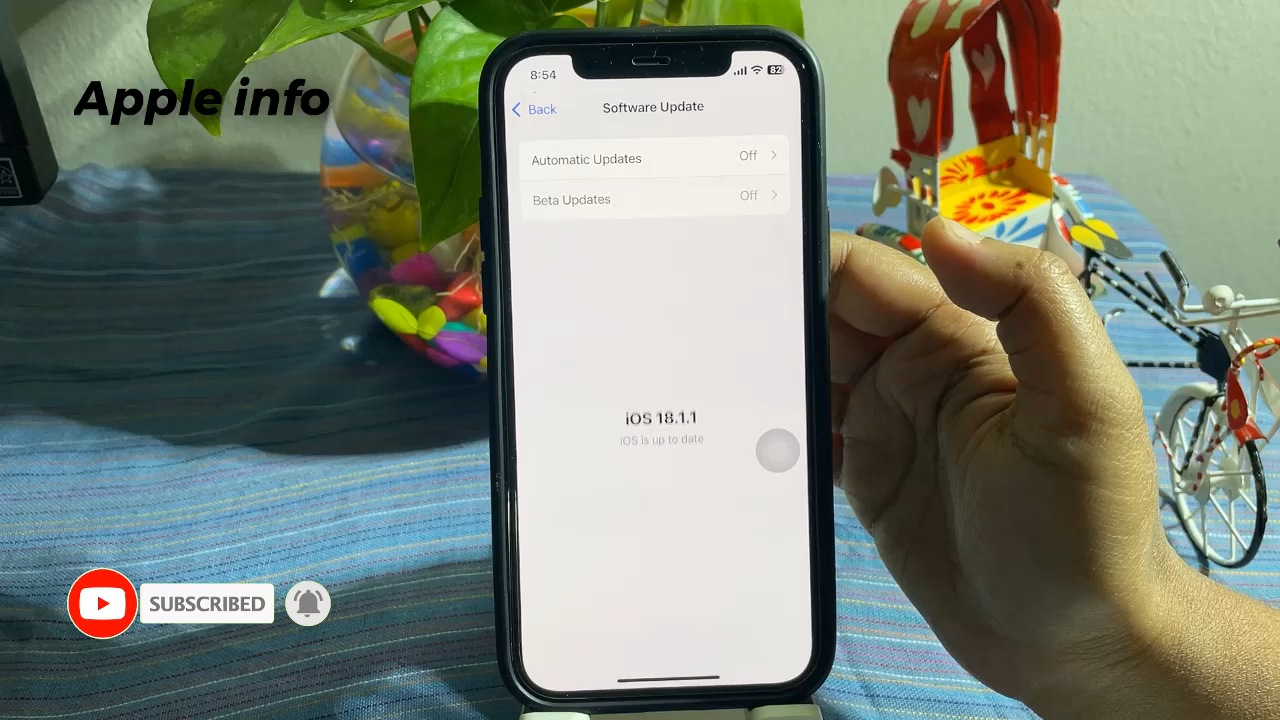 Apple info
8:54
82
Back
Software Update
Automatic Updates Off
Beta Updates Off
iOS 18.1.1
iOS is up to date
SUBSCRIBED